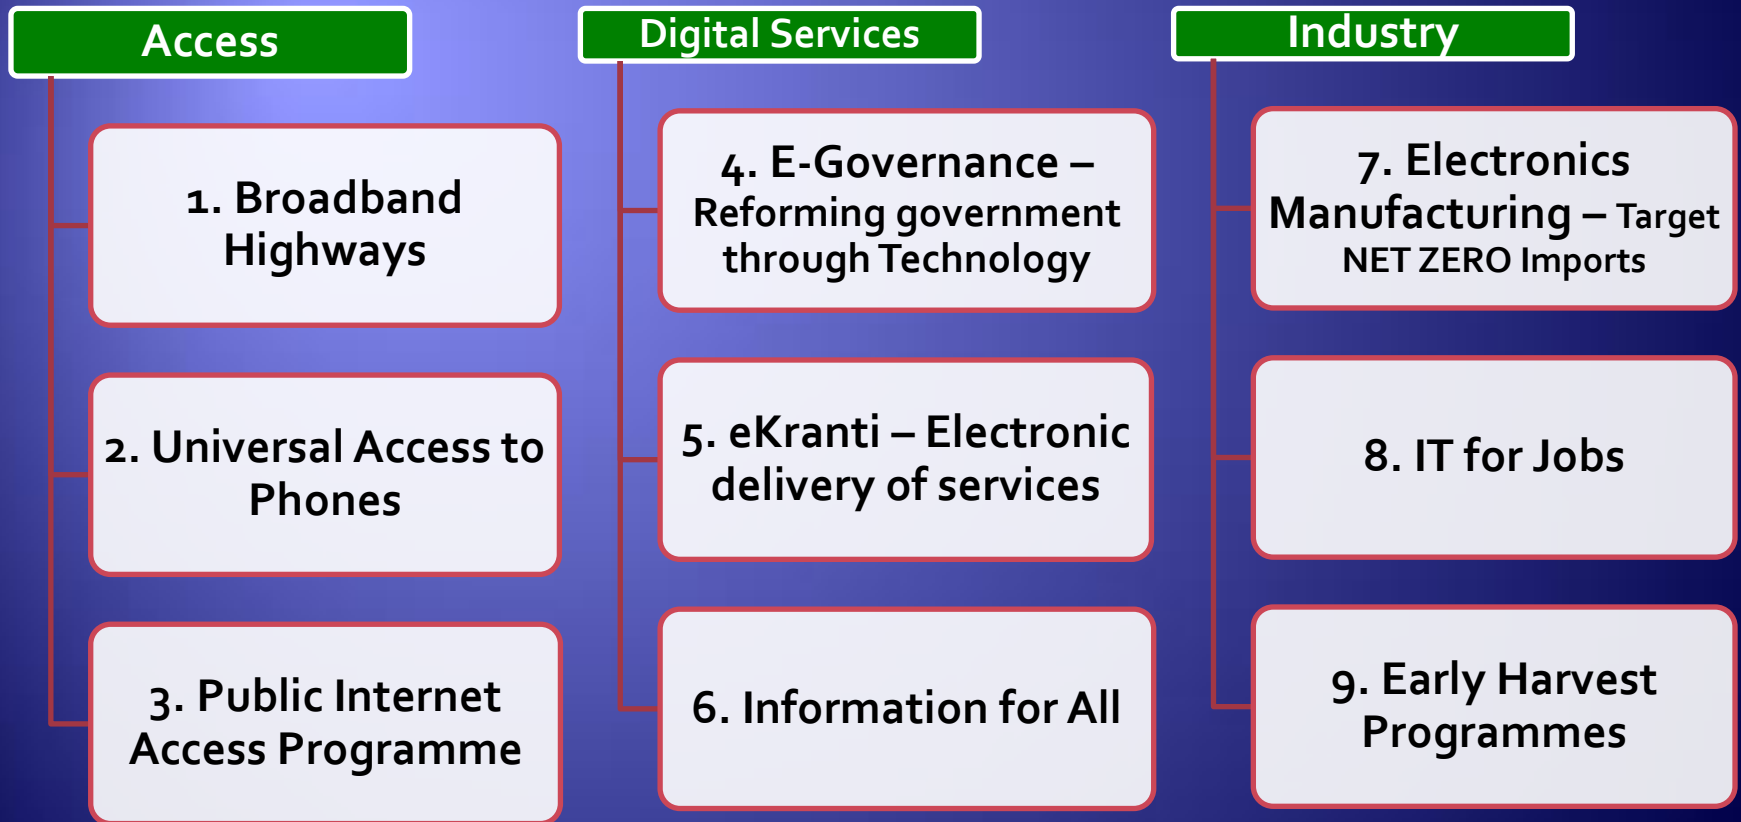 Access
1. Broadband
Highways
2. Universal Access to
Phones
3. Public Internet
Access Programme
Digital Services
4. E-Governance –
Reforming government
through Technology
5. eKranti – Electronic
delivery of services
6. Information for All
Industry
7. Electronics
Manufacturing – Target
NET ZERO Imports
8. IT for Jobs
9. Early Harvest
Programmes